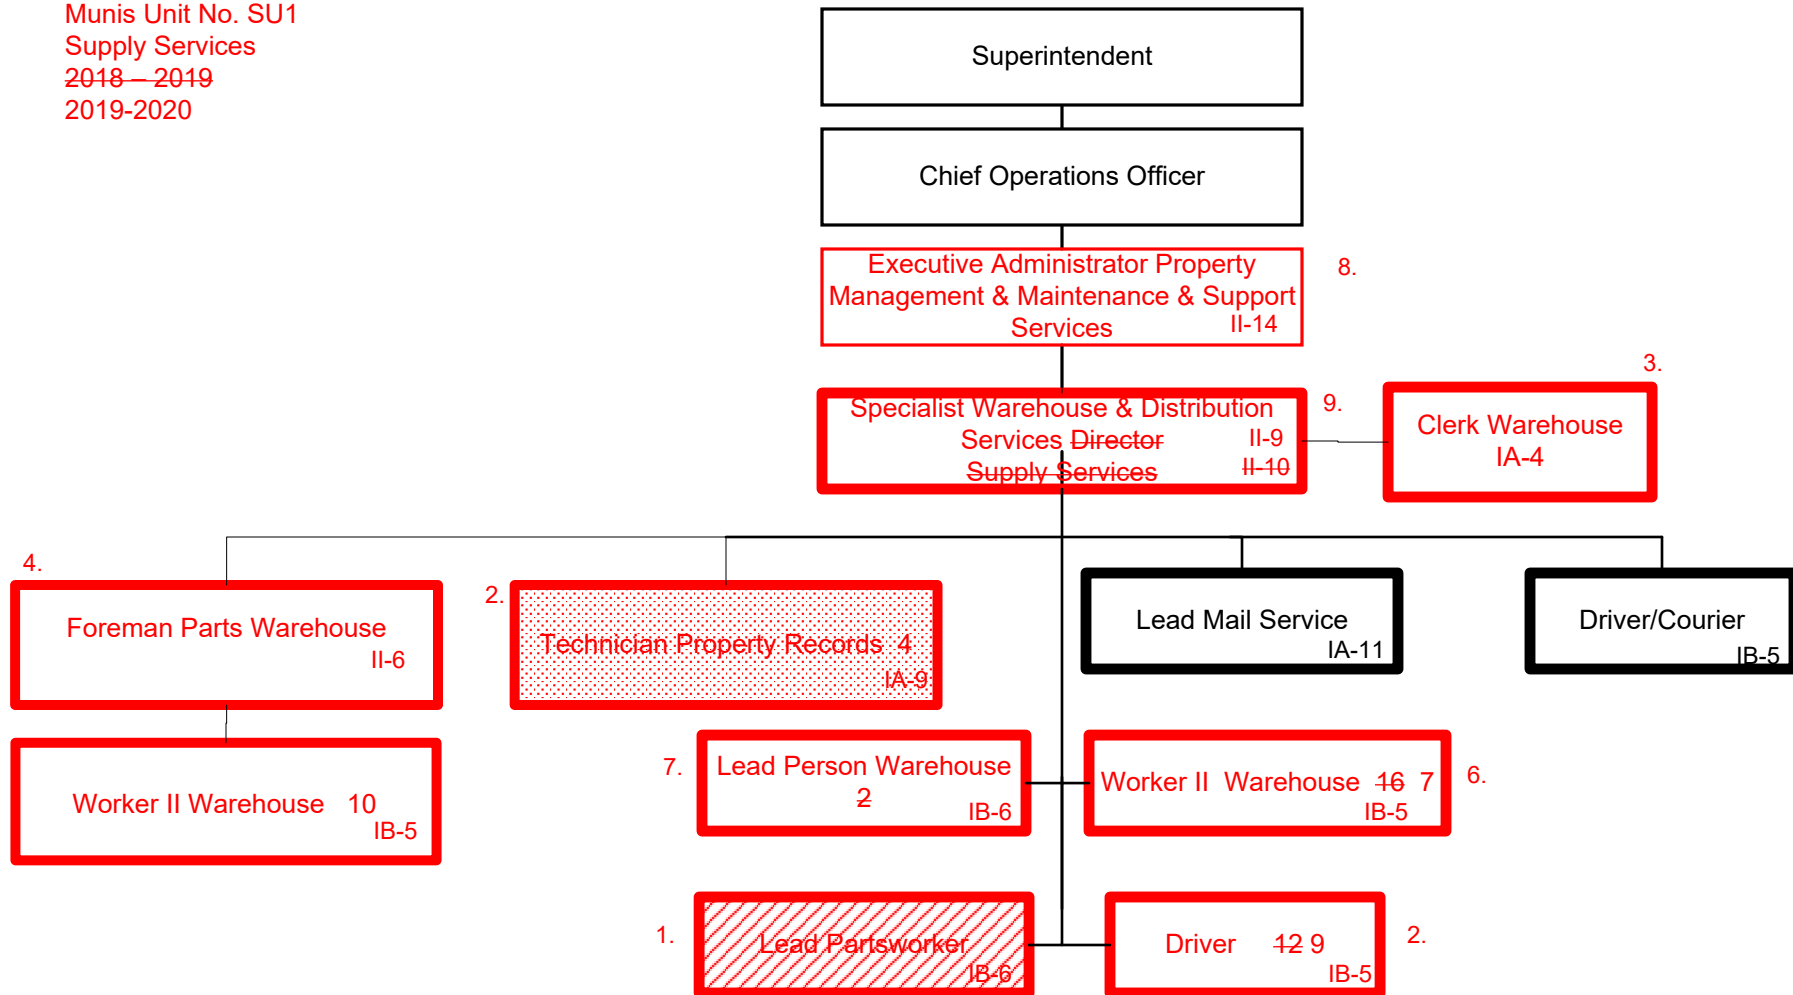 Munis Unit No. SU1
Supply Services
2018 – 2019
2019-2020
Superintendent
Chief Operations Officer
Executive Administrator Property
Management & Maintenance & Support
Services
II-14
8.
Specialist Warehouse & Distribution
Services Director
II-9
Supply Services
II-10
9.
3.
Clerk Warehouse
IA-4
4.
Foreman Parts Warehouse
II-6
2.
Technician Property Records 4
IA-9
Lead Mail Service
IA-11
Driver/Courier
IB-5
Worker II Warehouse 10
IB-5
7.
Lead Person Warehouse
2
IB-6
Worker II Warehouse 16 7
IB-5
6.
1.
Lead Partsworker
IB-6
Driver 12 9
IB-5
2.